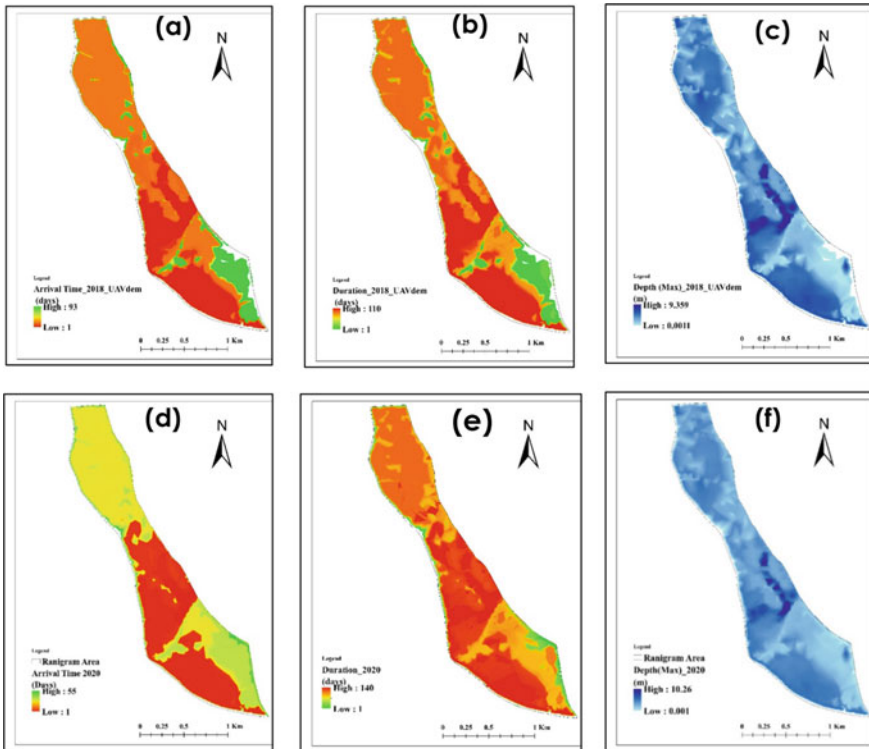 (a)
N
Legend
Arrival Time_2018_UAVdem
(days)
High : 93
Low : 1
0 0.25 0.5 1 Km
(b)
N
Legend
Duration_2018_UAVdem
(days)
High : 110
Low : 1
0 0.25 0.5 1 Km
(c)
N
Legend
Depth (Max)_2018_UAVdem
(m)
High : 9.359
Low : 0.0011
0 0.25 0.5 1 Km
(d)
N
Legend
Ranigram Area
Arrival Time 2020
(Days)
High : 55
Low : 1
0 0.25 0.5 1 Km
(e)
N
Legend
Duration_2020
(days)
High : 140
Low : 1
0 0.25 0.5 1 Km
(f)
N
Legend
Ranigram Area
Depth(Max)_2020
(m)
High : 10.26
Low : 0.001
0 0.25 0.5 1 Km